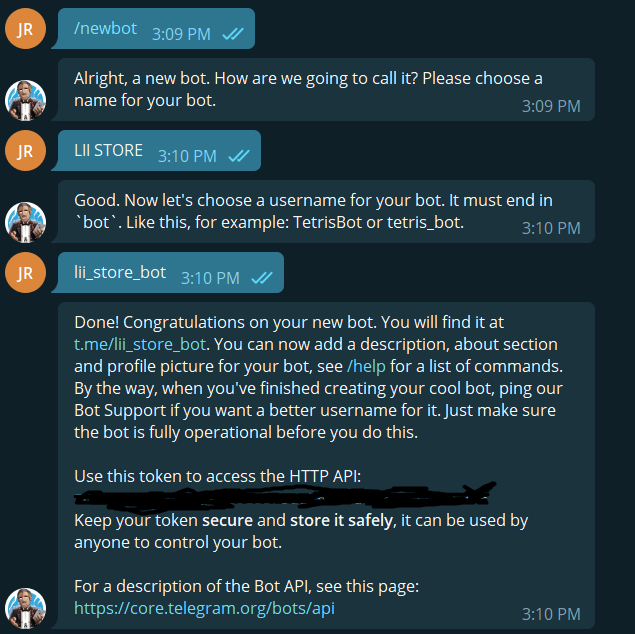 JR
/newbot 3:09 PM
Alright, a new bot. How are we going to call it? Please choose a
name for your bot.
3:09 PM
JR
LII STORE 3:10 PM
Good. Now let's choose a username for your bot. It must end in
`bot`. Like this, for example: TetrisBot or tetris_bot.
3:10 PM
JR
lii_store_bot 3:10 PM
Done! Congratulations on your new bot. You will find it at
t.me/lii_store_bot. You can now add a description, about section
and profile picture for your bot, see /help for a list of commands.
By the way, when you've finished creating your cool bot, ping our
Bot Support if you want a better username for it. Just make sure
the bot is fully operational before you do this.
Use this token to access the HTTP API:
Keep your token secure and store it safely, it can be used by
anyone to control your bot.
For a description of the Bot API, see this page:
https://core.telegram.org/bots/api
3:10 PM